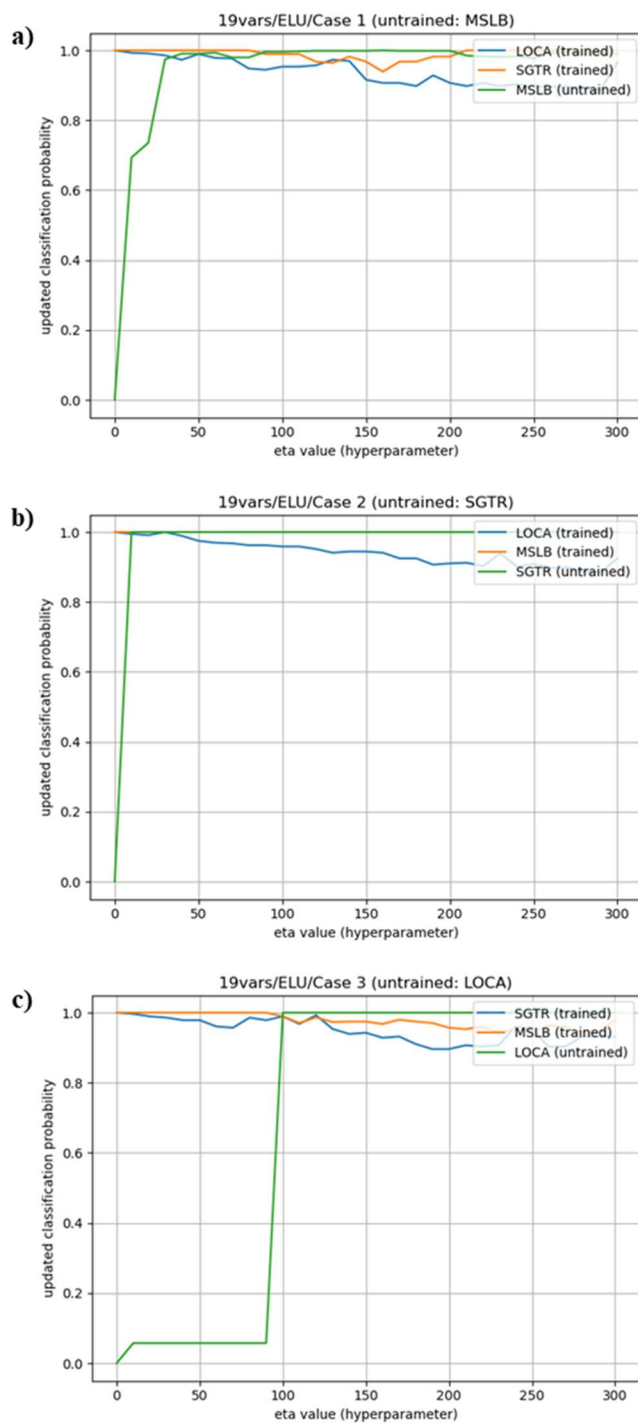 a)
19vars/ELU/Case 1 (untrained: MSLB)
1.0
0.8
0.6
0.4
0.2
0.0
updated classification probability
LOCA (trained)
SGTR (trained)
MSLB (untrained)
0 50 100 150 200 250 300
eta value (hyperparameter)
b)
19vars/ELU/Case 2 (untrained: SGTR)
1.0
0.8
0.6
0.4
0.2
0.0
updated classification probability
LOCA (trained)
MSLB (trained)
SGTR (untrained)
0 50 100 150 200 250 300
eta value (hyperparameter)
c)
19vars/ELU/Case 3 (untrained: LOCA)
1.0
0.8
0.6
0.4
0.2
0.0
updated classification probability
SGTR (trained)
MSLB (trained)
LOCA (untrained)
0 50 100 150 200 250 300
eta value (hyperparameter)